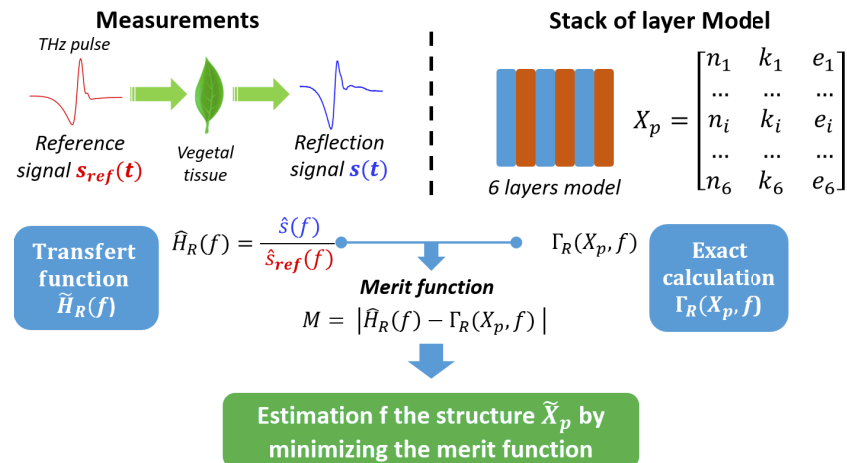 Measurements
THz pulse
Reference
signal s_ref(t)
Vegetal
tissue
Reflection
signal s(t)
Stack of layer Model
6 layers model
X_p = [n_1 k_1 e_1
... ... ...
n_i k_i e_i
... ... ...
n_6 k_6 e_6]
Transfert
function
H̃_R(f)
Ĥ_R(f) = ŝ(f) / ŝ_ref(f)
Γ_R(X_p, f)
Exact
calculation
Γ_R(X_p, f)
Merit function
M = |Ĥ_R(f) − Γ_R(X_p, f)|
Estimation f the structure X̃_p by
minimizing the merit function